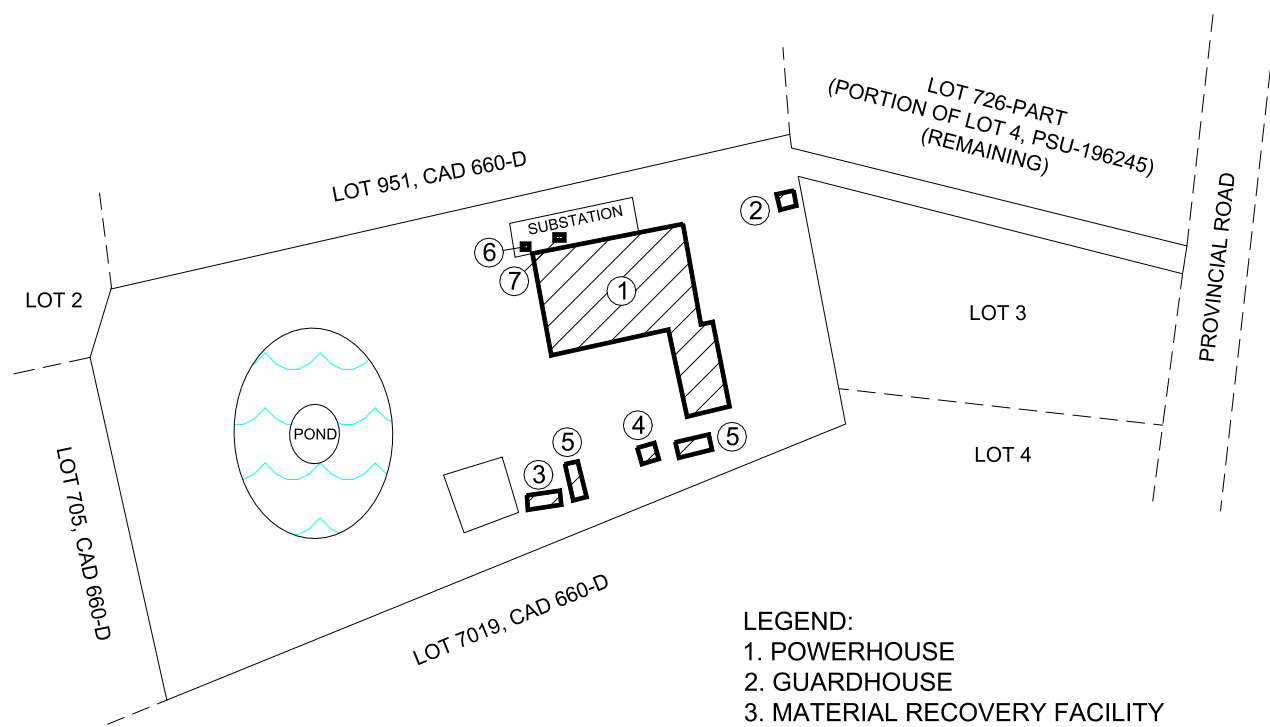 LOT 726-PART
(PORTION OF LOT 4, PSU-196245)
(REMAINING)
LOT 951, CAD 660-D
PROVINCIAL ROAD
2
SUBSTATION
6
7
1
LOT 2
LOT 3
POND
4
5
5
3
LOT 4
LOT 705, CAD 660-D
LOT 7019, CAD 660-D
LEGEND:
1. POWERHOUSE
2. GUARDHOUSE
3. MATERIAL RECOVERY FACILITY